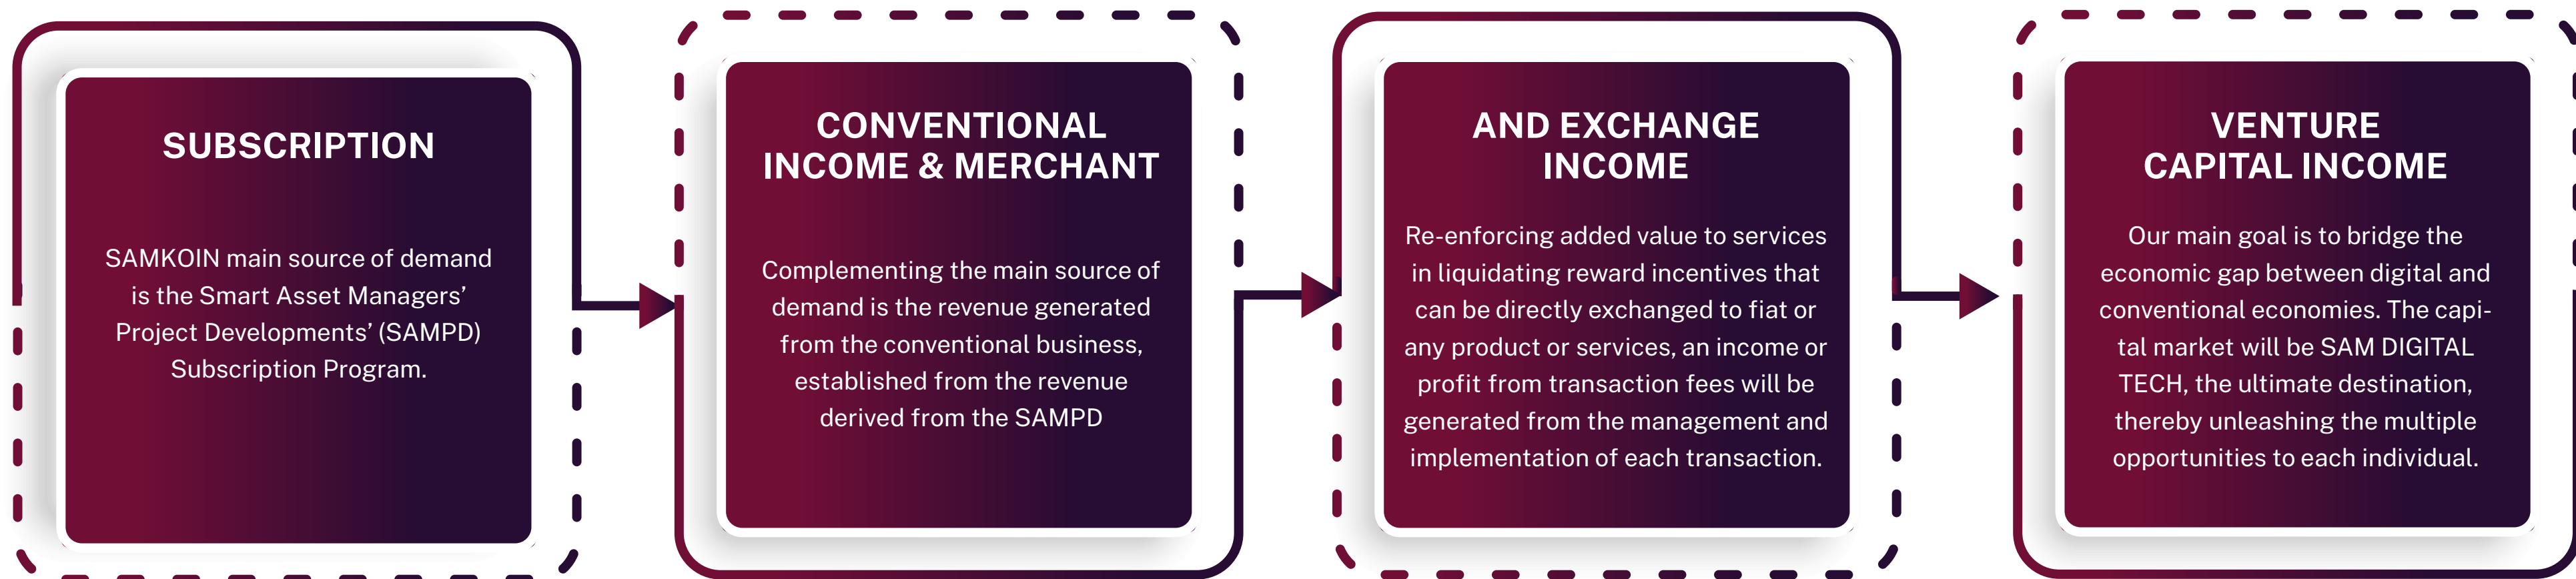 SUBSCRIPTION
SAMKOIN main source of demand
is the Smart Asset Managers’
Project Developments’ (SAMPD)
Subscription Program.
CONVENTIONAL
INCOME & MERCHANT
Complementing the main source of
demand is the revenue generated
from the conventional business,
established from the revenue
derived from the SAMPD
AND EXCHANGE
INCOME
Re-enforcing added value to services
in liquidating reward incentives that
can be directly exchanged to fiat or
any product or services, an income or
profit from transaction fees will be
generated from the management and
implementation of each transaction.
VENTURE
CAPITAL INCOME
Our main goal is to bridge the
economic gap between digital and
conventional economies. The capi-
tal market will be SAM DIGITAL
TECH, the ultimate destination,
thereby unleashing the multiple
opportunities to each individual.